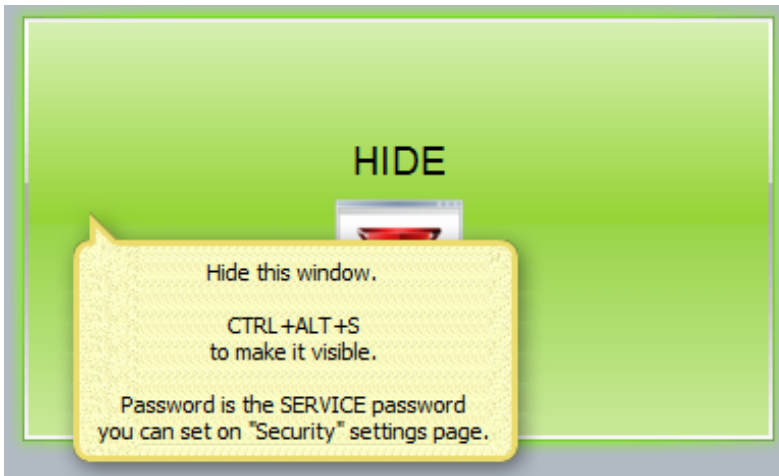 HIDE
Hide this window.
CTRL+ALT+S
to make it visible.
Password is the SERVICE password
you can set on "Security" settings page.